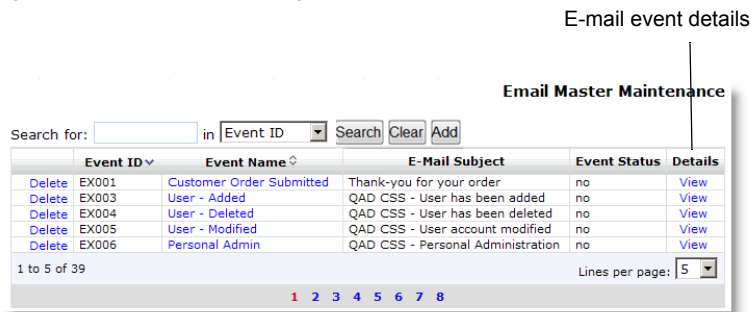 E-mail event details
Email Master Maintenance
Search for: in Event ID Search Clear Add
Event ID Event Name E-Mail Subject Event Status Details
Delete EX001 Customer Order Submitted Thank-you for your order no View
Delete EX003 User - Added QAD CSS - User has been added no View
Delete EX004 User - Deleted QAD CSS - User has been deleted no View
Delete EX005 User - Modified QAD CSS - User account modified no View
Delete EX006 Personal Admin QAD CSS - Personal Administration no View
1 to 5 of 39 Lines per page: 5
1 2 3 4 5 6 7 8